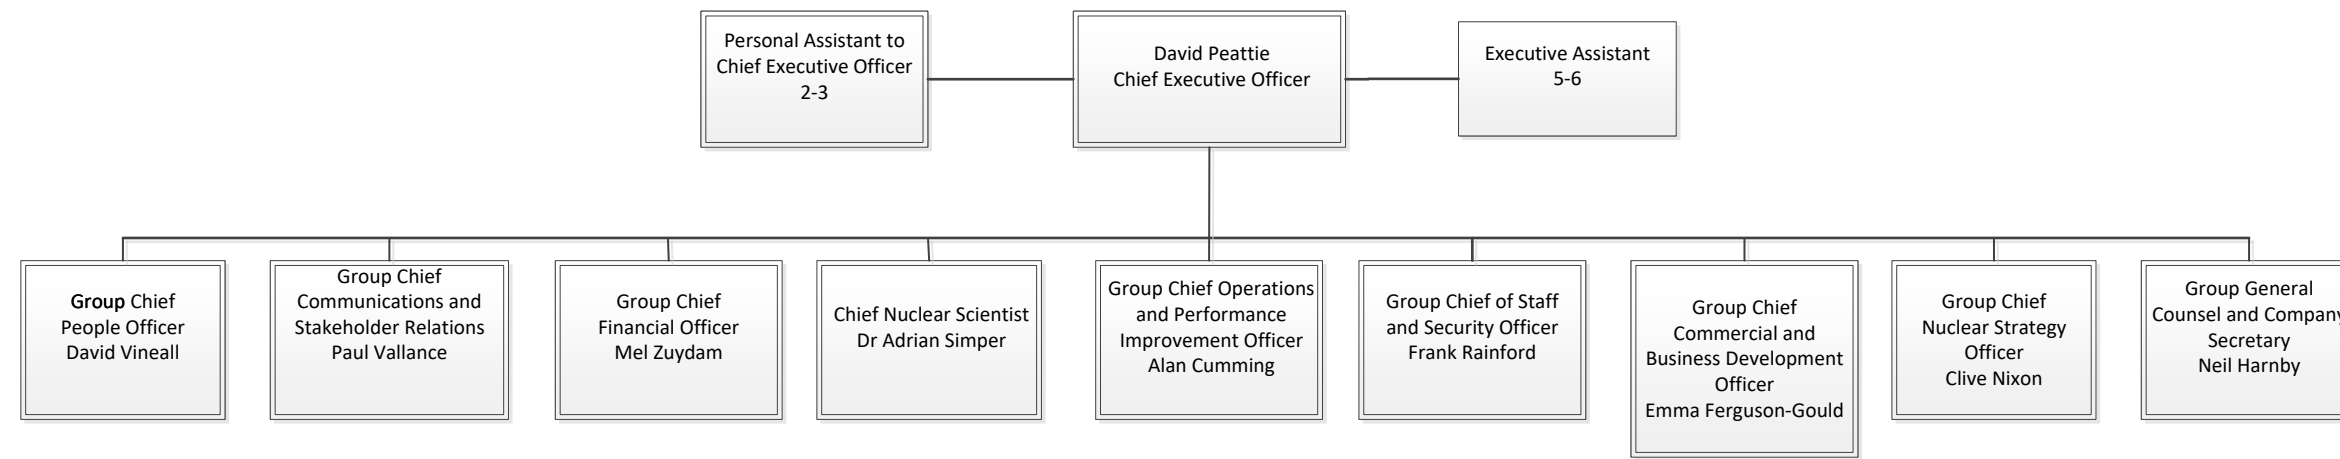 Personal Assistant to
Chief Executive Officer
2-3
David Peattie
Chief Executive Officer
Executive Assistant
5-6
Group Chief
People Officer
David Vineall
Group Chief
Communications and
Stakeholder Relations
Paul Vallance
Group Chief
Financial Officer
Mel Zuydam
Chief Nuclear Scientist
Dr Adrian Simper
Group Chief Operations
and Performance
Improvement Officer
Alan Cumming
Group Chief of Staff
and Security Officer
Frank Rainford
Group Chief
Commercial and
Business Development
Officer
Emma Ferguson-Gould
Group Chief
Nuclear Strategy
Officer
Clive Nixon
Group General
Counsel and Company
Secretary
Neil Harnby